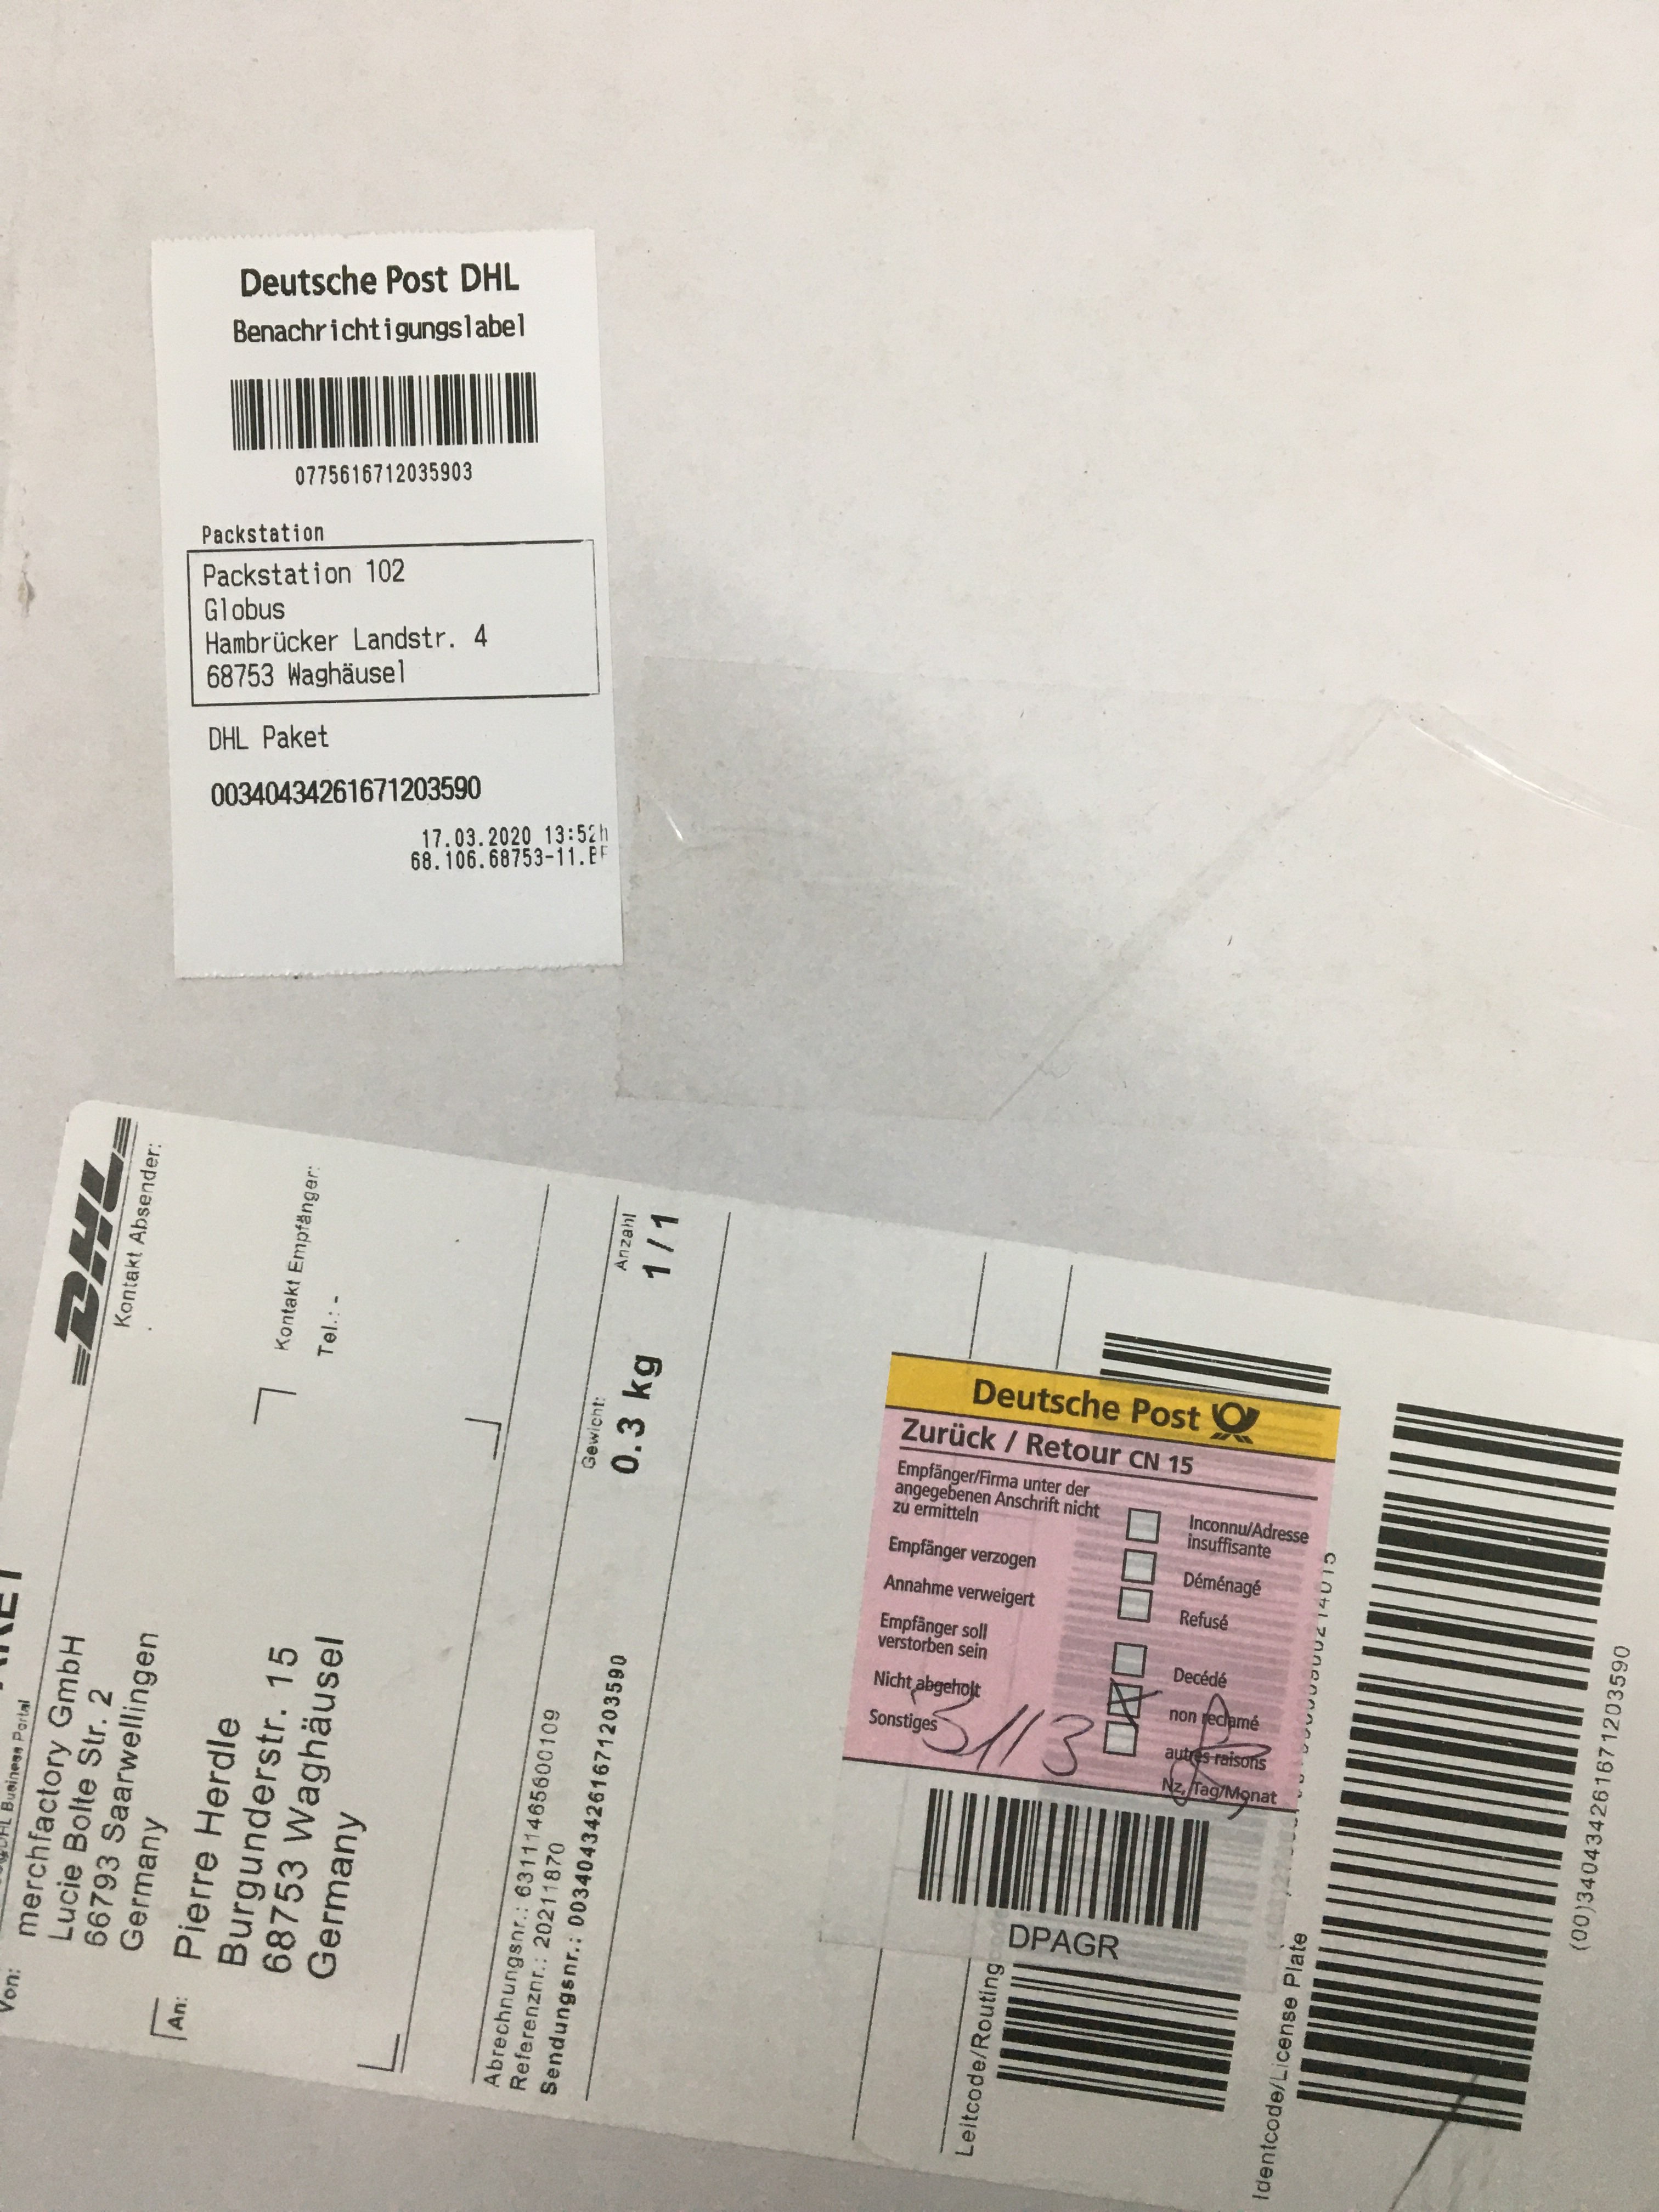 Deutsche Post DHL
Benachrichtigungslabel
0775616712035903
Packstation
Packstation 102
Globus
Hambrücker Landstr. 4
68753 Waghäusel
DHL Paket
00340434261671203590
17.03.2020 13:52h
68.106.68753-11.
DHL
DHL Business Portal
Von:
merchfactory GmbH
Lucie Bolte Str. 2
66793 Saarwellingen
Germany
Kontakt Absender:
An:
Pierre Herdle
Burgunderstr. 15
68753 Waghäusel
Germany
Kontakt Empfänger:
Tel.: -
Abrechnungsnr.: 63111465600109
Referenznr.: 20211870
Sendungsnr.: 00340434261671203590
Gewicht:
0.3 kg
Anzahl
1 / 1
Deutsche Post
Zurück / Retour CN 15
Empfänger/Firma unter der angegebenen Anschrift nicht zu ermitteln
Inconnu/Adresse insuffisante
Empfänger verzogen
Déménagé
Annahme verweigert
Refusé
Empfänger soll verstorben sein
Décédé
Nicht abgeholt
non reclamé
Sonstiges
autres raisons
31/3
Nz, Tag/Monat
DPAGR
Leitcode/Routing
Identcode/License Plate
(00)340434261671203590